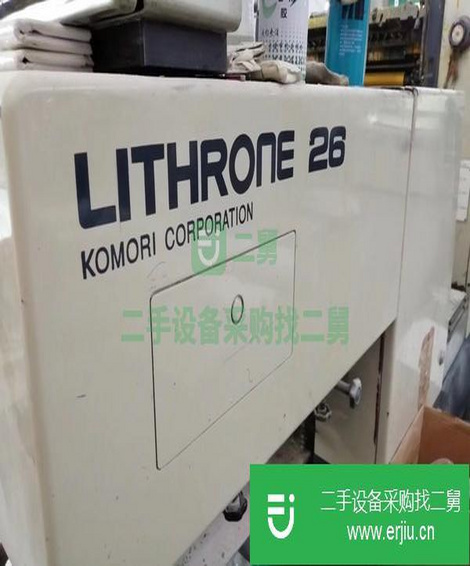 胶
LITHRONE 26
KOMORI CORPORATION
二舅
二手设备采购找二舅
二手设备采购找二舅
www.erjiu.cn